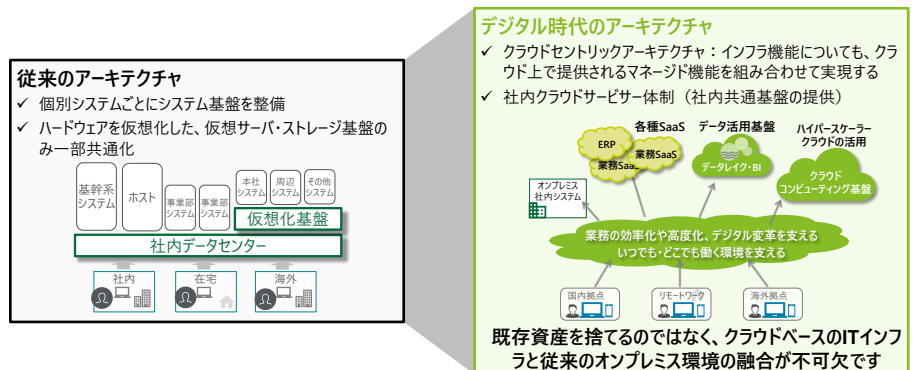 従来のアーキテクチャ
✓ 個別システムごとにシステム基盤を整備
✓ ハードウェアを仮想化した、仮想サーバ・ストレージ基盤の
み一部共通化
基幹系
システム
ホスト
事業部
システム
事業部
システム
本社
システム
周辺
システム
その他
システム
仮想化基盤
社内データセンター
社内
在宅
海外
デジタル時代のアーキテクチャ
✓ クラウドセントリックアーキテクチャ：インフラ機能についても、クラ
ウド上で提供されるマネージド機能を組み合わせて実現する
✓ 社内クラウドサービサー体制（社内共通基盤の提供）
各種SaaS
データ活用基盤
ハイパースケーラー
クラウドの活用
ERP
業務SaaS
業務SaaS
データレイク・BI
クラウド
コンピューティング基盤
オンプレミス
社内システム
業務の効率化や高度化、デジタル変革を支える
いつでも・どこでも働く環境を支える
国内拠点
リモートワーク
海外拠点
既存資産を捨てるのではなく、クラウドベースのITインフ
ラと従来のオンプレミス環境の融合が不可欠です